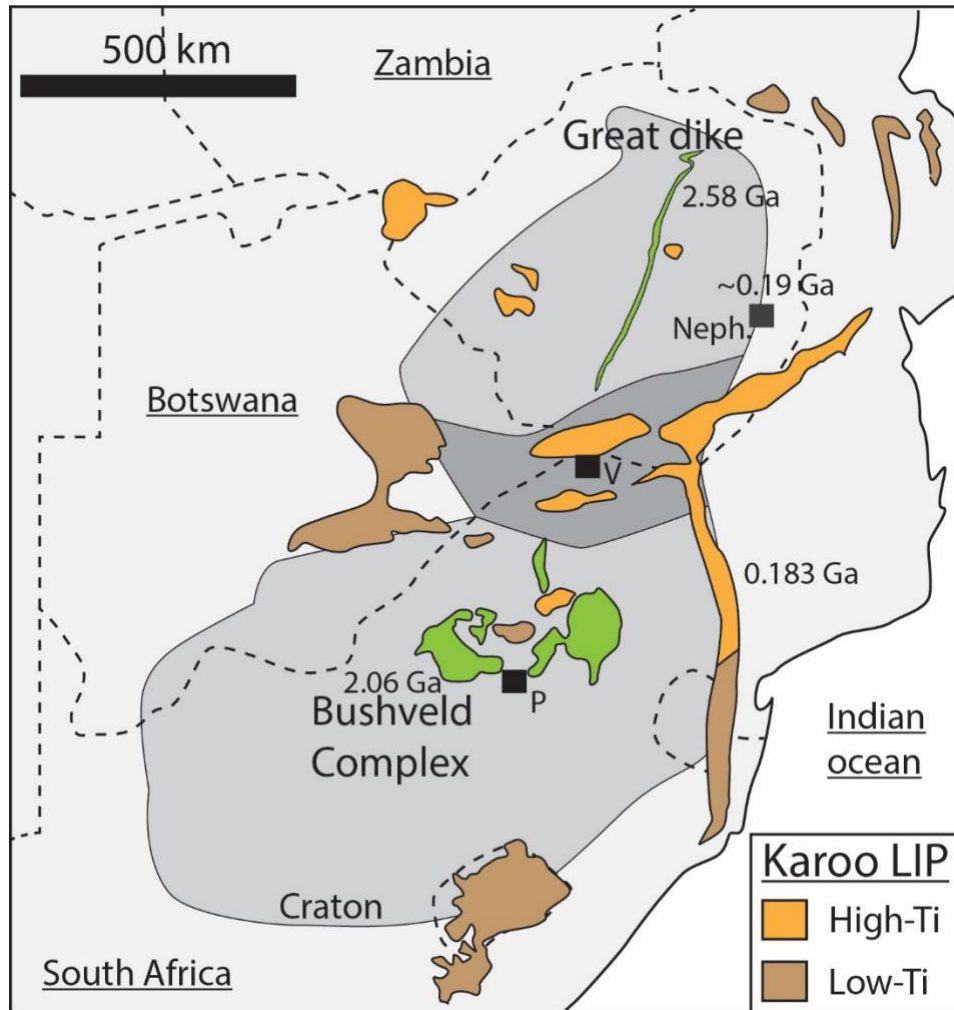 500 km
Zambia
Great dike
2.58 Ga
~0.19 Ga
Neph.
Botswana
V
0.183 Ga
2.06 Ga
P
Bushveld
Complex
Indian
ocean
Craton
South Africa
Karoo LIP
High-Ti
Low-Ti